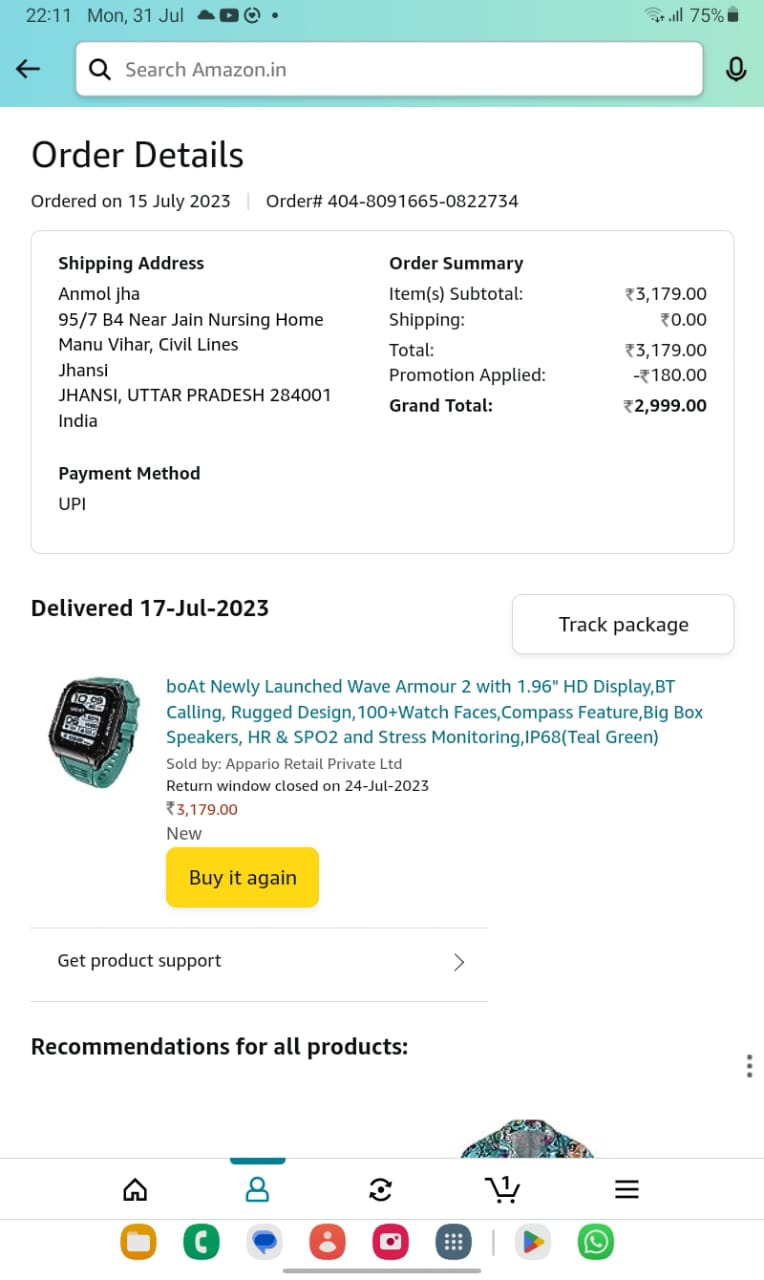 22:11 Mon, 31 Jul
75%
Search Amazon.in
Order Details
Ordered on 15 July 2023 | Order# 404-8091665-0822734
Shipping Address
Anmol jha
95/7 B4 Near Jain Nursing Home
Manu Vihar, Civil Lines
Jhansi
JHANSI, UTTAR PRADESH 284001
India
Payment Method
UPI
Order Summary
Item(s) Subtotal: ₹3,179.00
Shipping: ₹0.00
Total: ₹3,179.00
Promotion Applied: -₹180.00
Grand Total: ₹2,999.00
Delivered 17-Jul-2023
Track package
boAt Newly Launched Wave Armour 2 with 1.96" HD Display,BT
Calling, Rugged Design,100+Watch Faces,Compass Feature,Big Box
Speakers, HR & SPO2 and Stress Monitoring,IP68(Teal Green)
Sold by: Appario Retail Private Ltd
Return window closed on 24-Jul-2023
₹3,179.00
New
Buy it again
Get product support
Recommendations for all products:
1